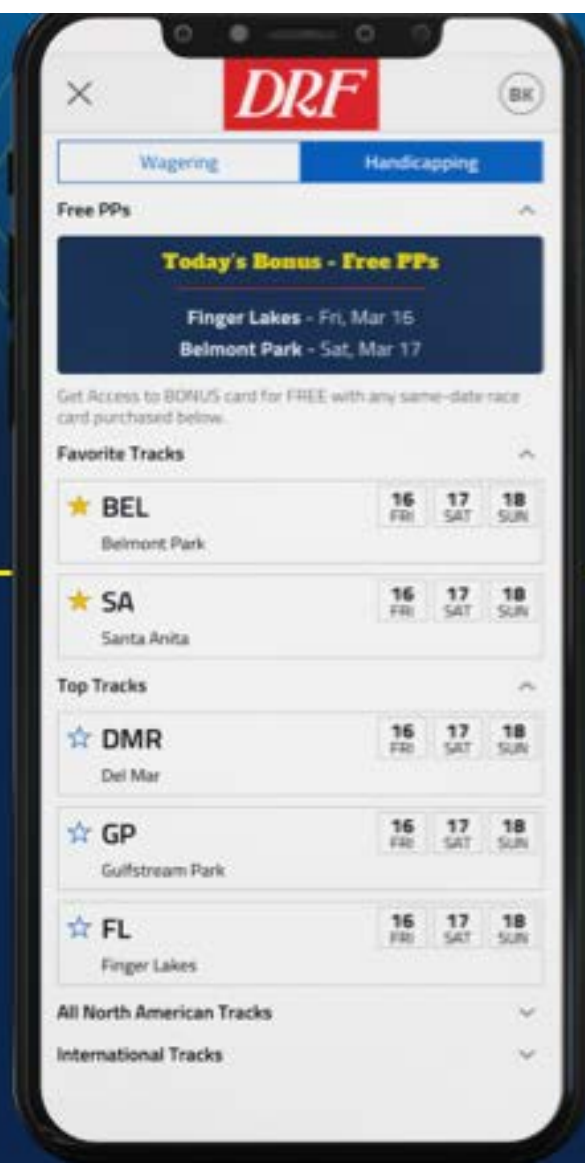 DRF
BK
Wagering
Handicapping
Free PPs
Today's Bonus - Free PPs
Finger Lakes - Fri, Mar 16
Belmont Park - Sat, Mar 17
Get Access to BONUS card for FREE with any same-date race
card purchased below.
Favorite Tracks
BEL
16 17 18
FRI SAT SUN
Belmont Park
SA
16 17 18
FRI SAT SUN
Santa Anita
Top Tracks
DMR
16 17 18
FRI SAT SUN
Del Mar
GP
16 17 18
FRI SAT SUN
Gulfstream Park
FL
16 17 18
FRI SAT SUN
Finger Lakes
All North American Tracks
International Tracks